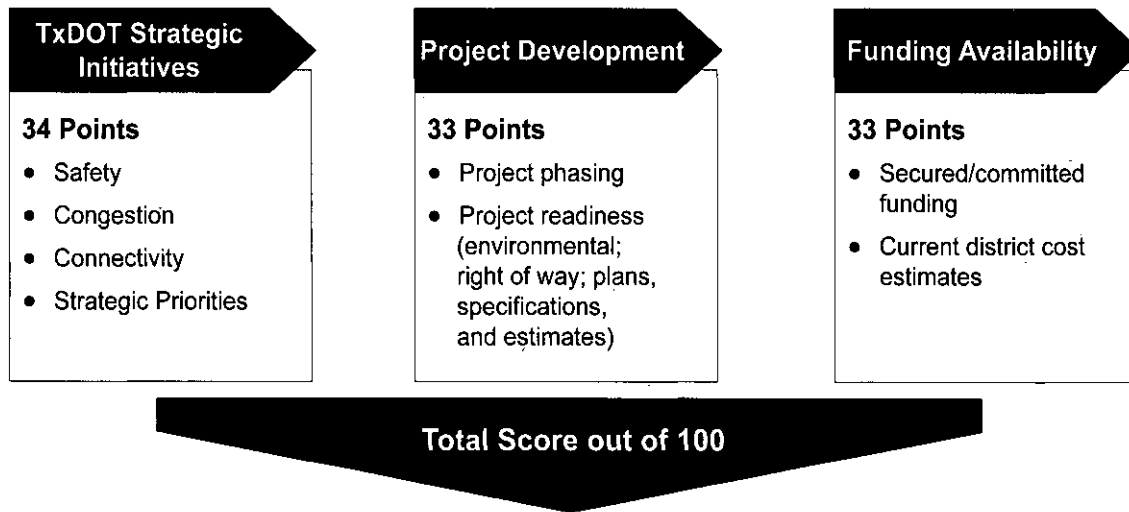 TxDOT Strategic
Initiatives
34 Points
• Safety
• Congestion
• Connectivity
• Strategic Priorities
Project Development
33 Points
• Project phasing
• Project readiness
(environmental;
right of way; plans,
specifications,
and estimates)
Funding Availability
33 Points
• Secured/committed
funding
• Current district cost
estimates
Total Score out of 100